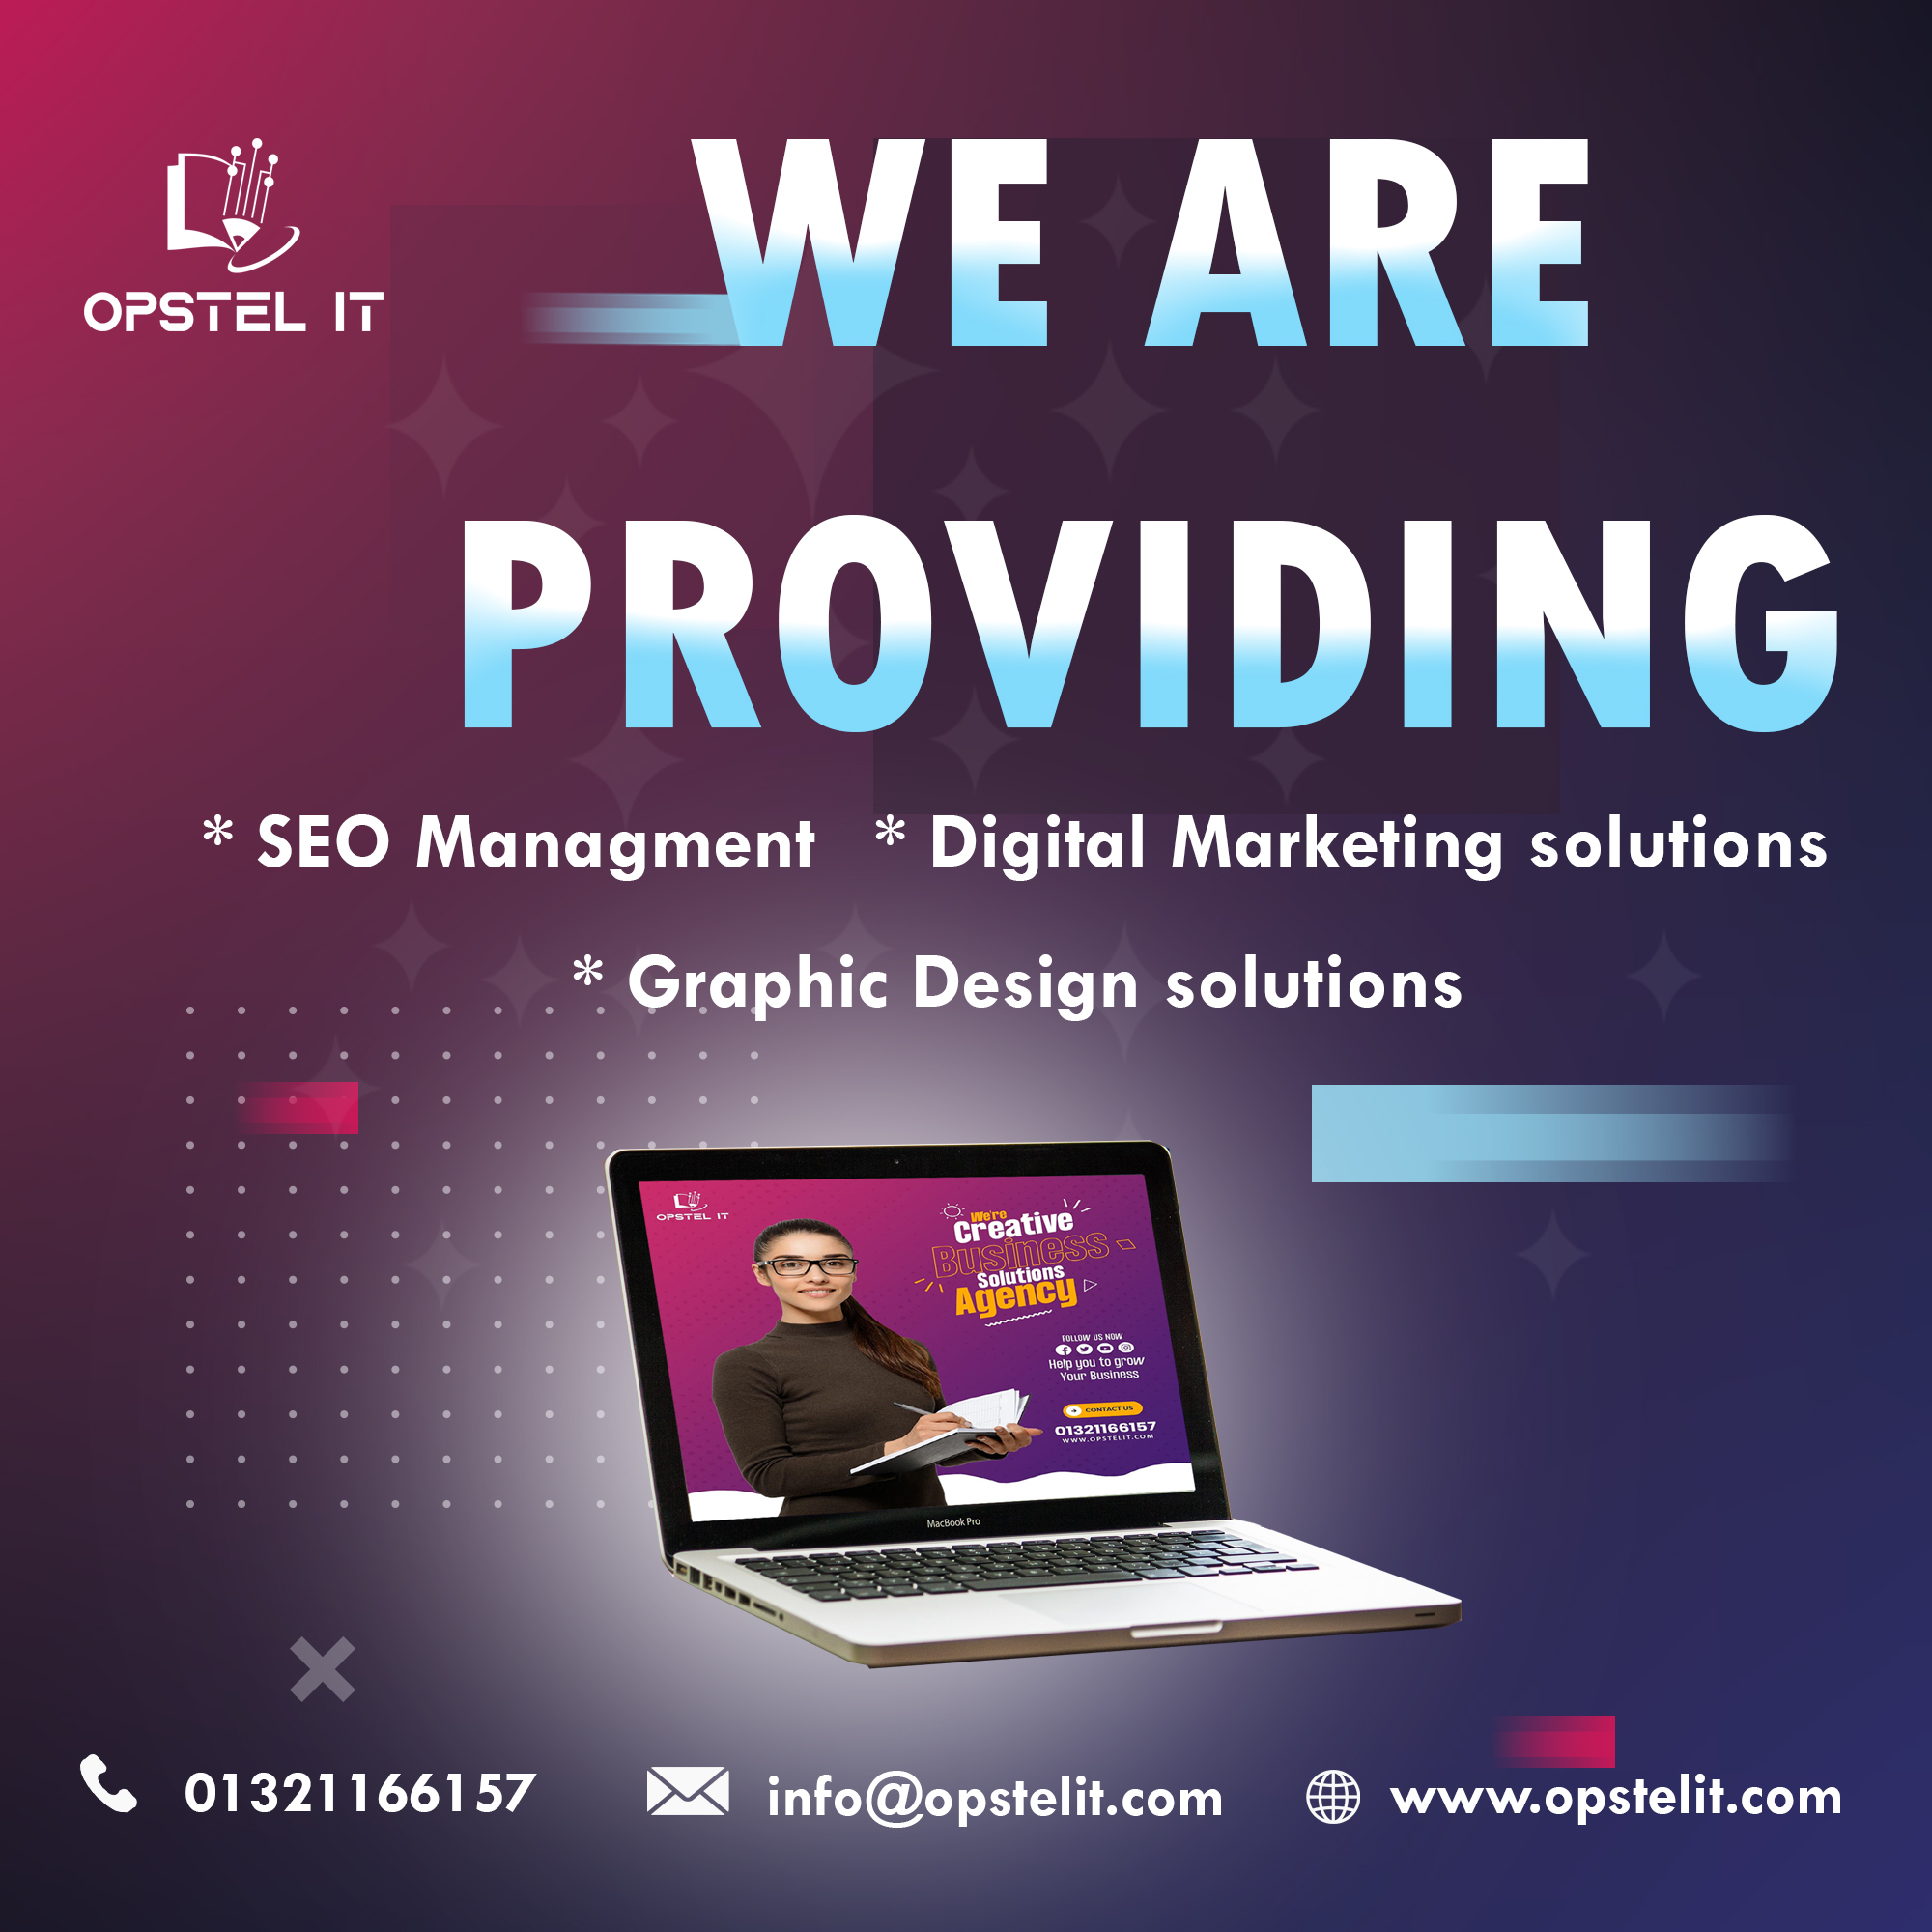 OPSTEL IT
WE ARE
PROVIDING
* SEO Managment * Digital Marketing solutions
* Graphic Design solutions
OPSTEL IT
We're
Creative
Business
Solutions
Agency
FOLLOW US NOW
Help you to grow
Your Business
CONTACT US
01321166157
WWW.OPSTELIT.COM
MacBook Pro
01321166157
info@opstelit.com
www.opstelit.com